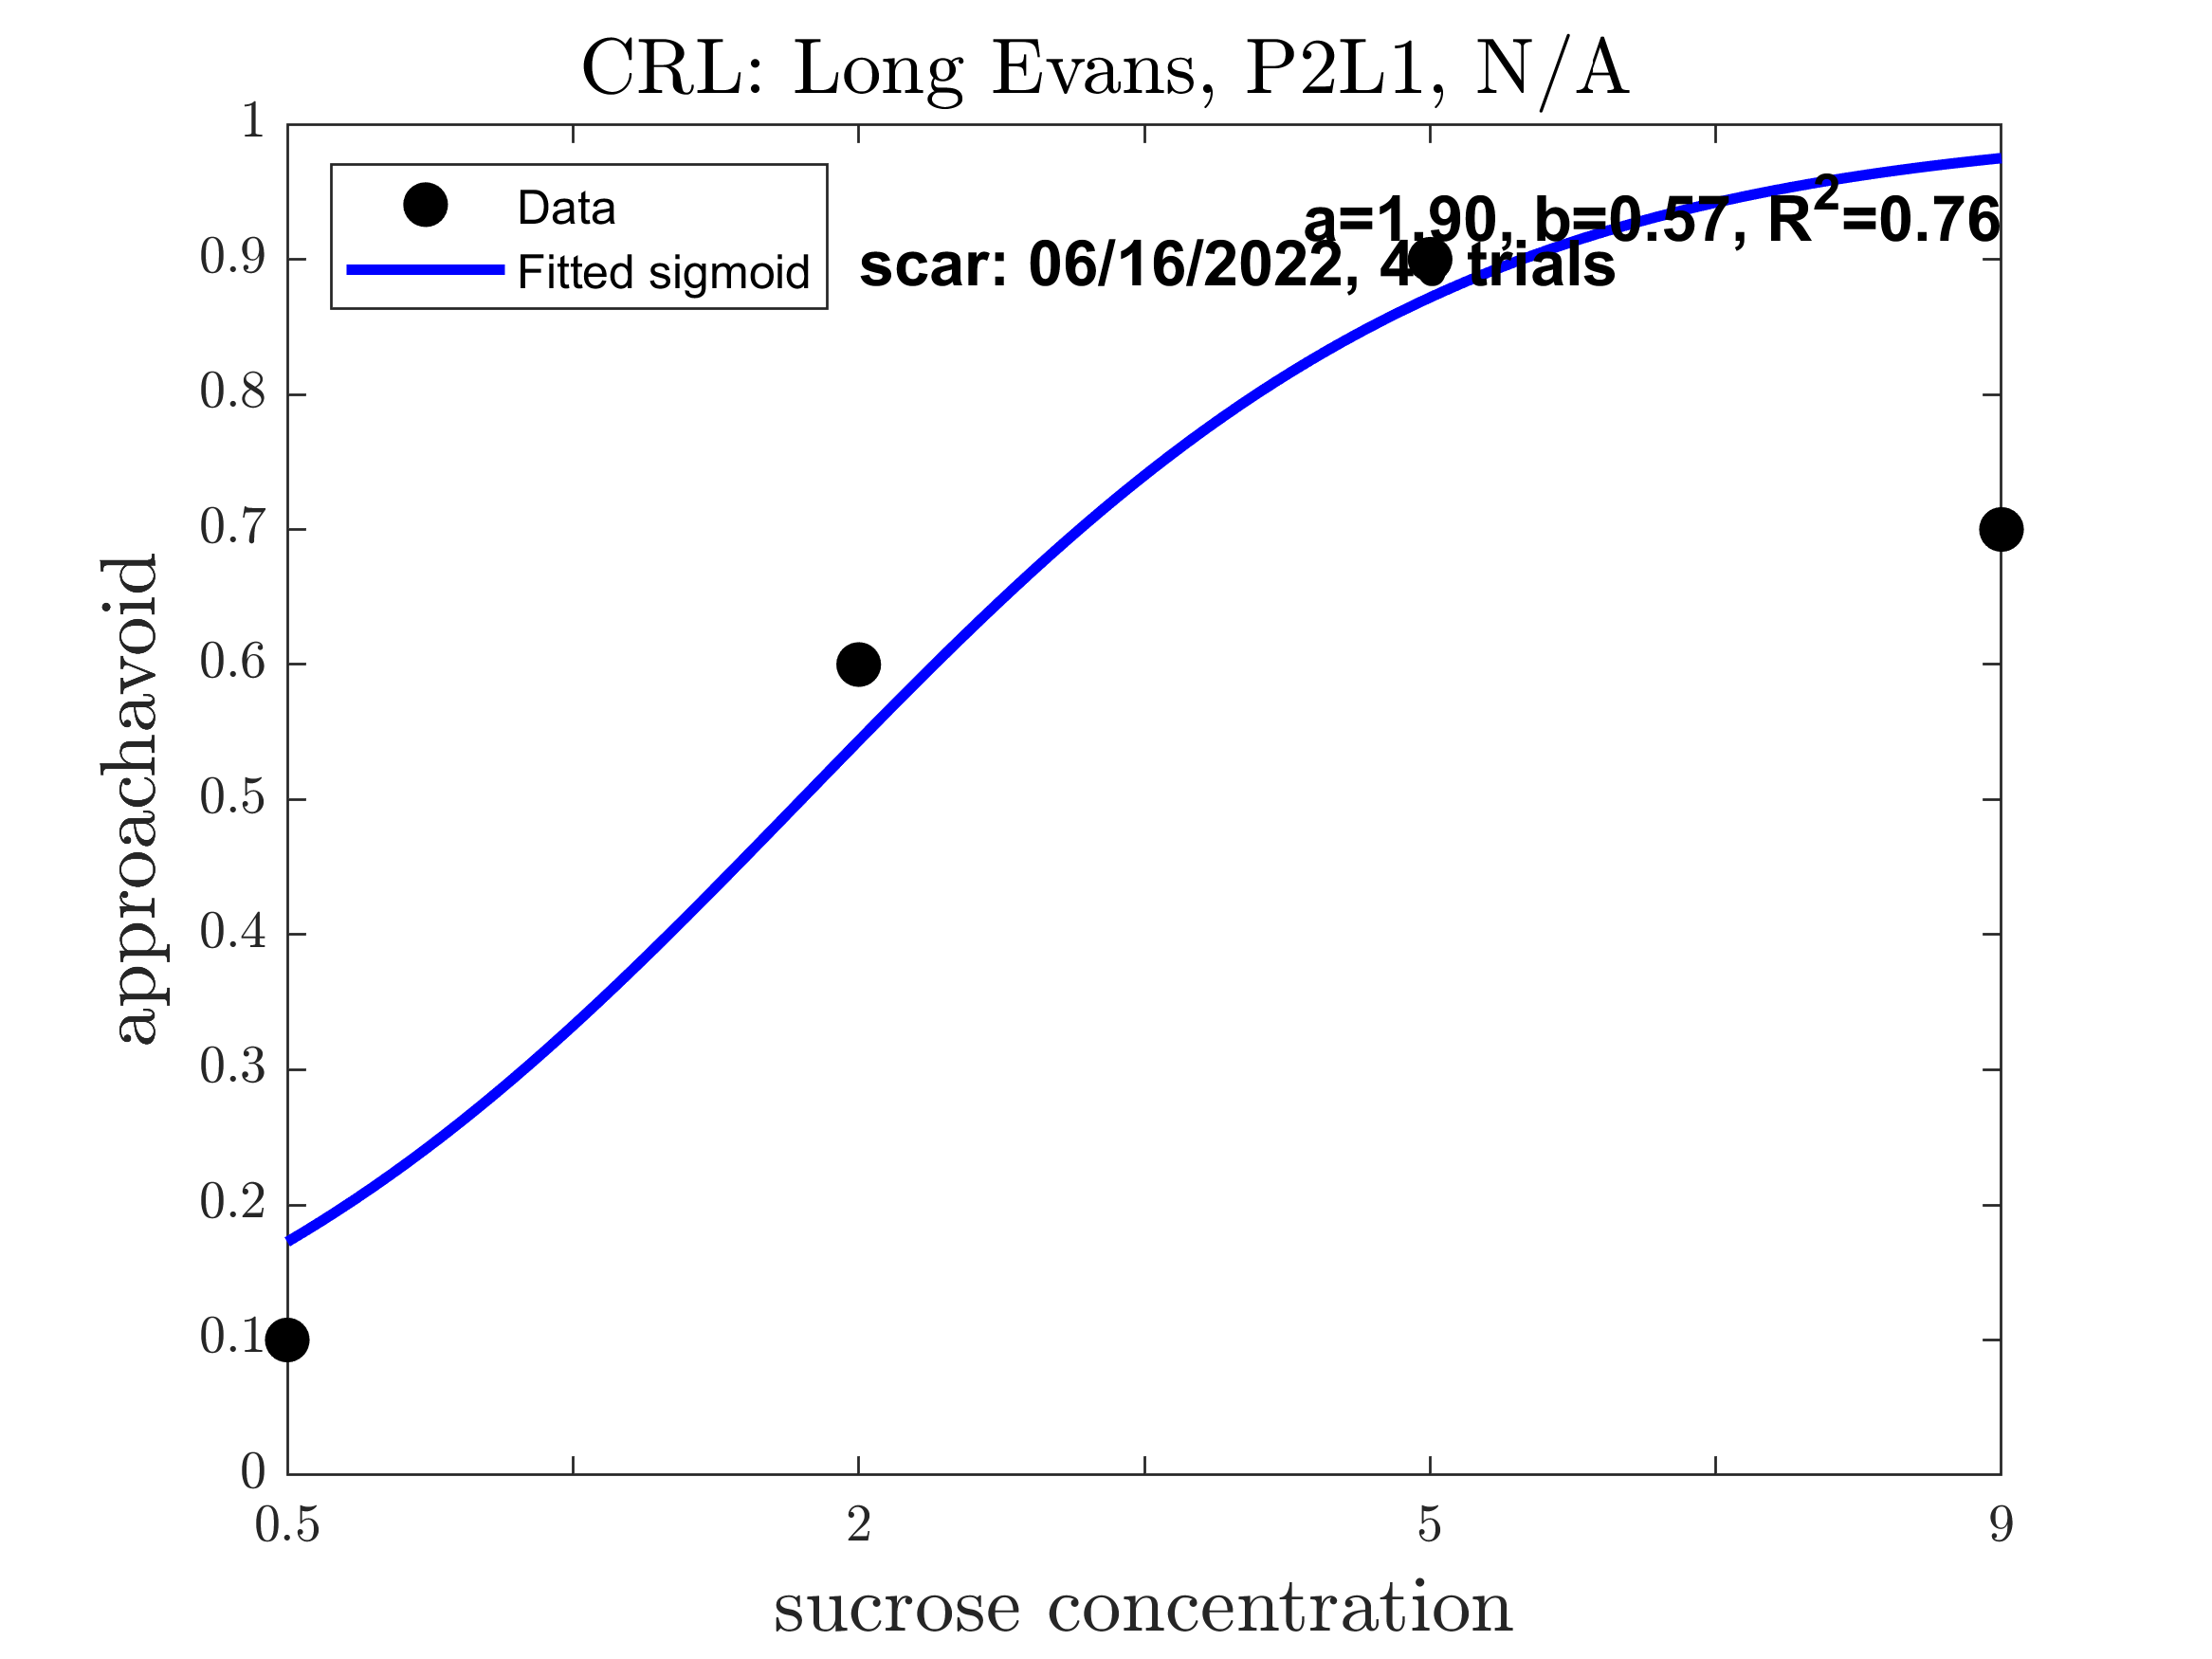 CRL: Long Evans, P2L1, N/A
1
0.9
0.8
0.7
0.6
0.5
0.4
0.3
0.2
0.1
0
Data
Fitted sigmoid
a=1.90, b=0.57, R²=0.76
scar: 06/16/2022, trials
approachavoid
0.5 2 5 9
sucrose concentration